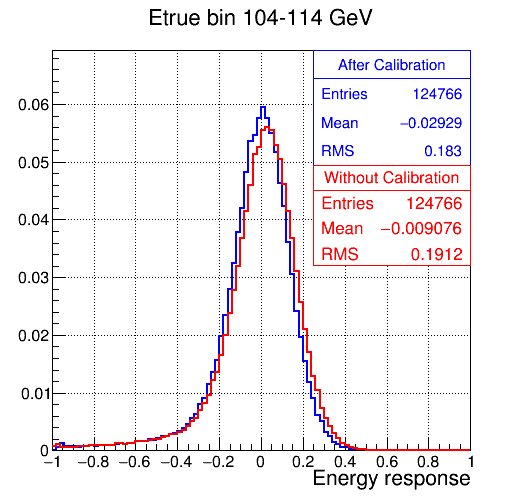 Etrue bin 104-114 GeV
After Calibration
Entries 124766
Mean −0.02929
RMS 0.183
Without Calibration
Entries 124766
Mean −0.009076
RMS 0.1912
0.06
0.05
0.04
0.03
0.02
0.01
0
−1 −0.8 −0.6 −0.4 −0.2 0 0.2 0.4 0.6 0.8 1
Energy response